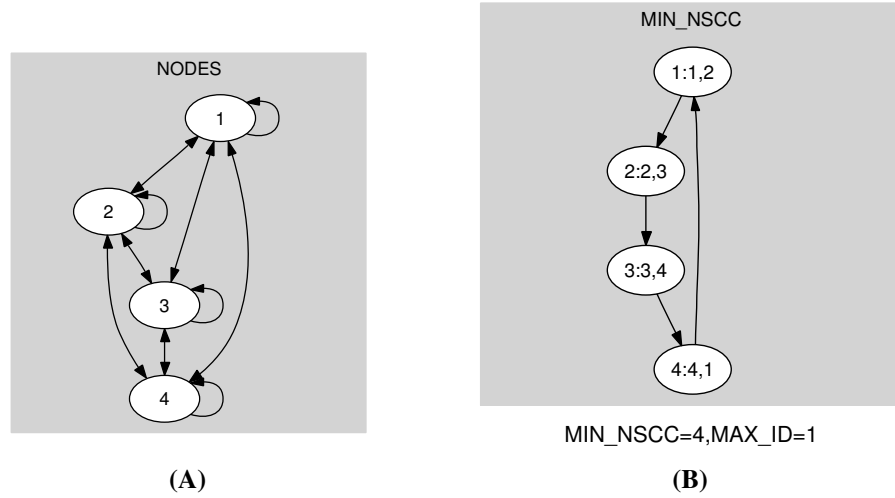 NODES
1
2
3
4
(A)
MIN_NSCC
1:1,2
2:2,3
3:3,4
4:4,1
MIN_NSCC=4,MAX_ID=1
(B)